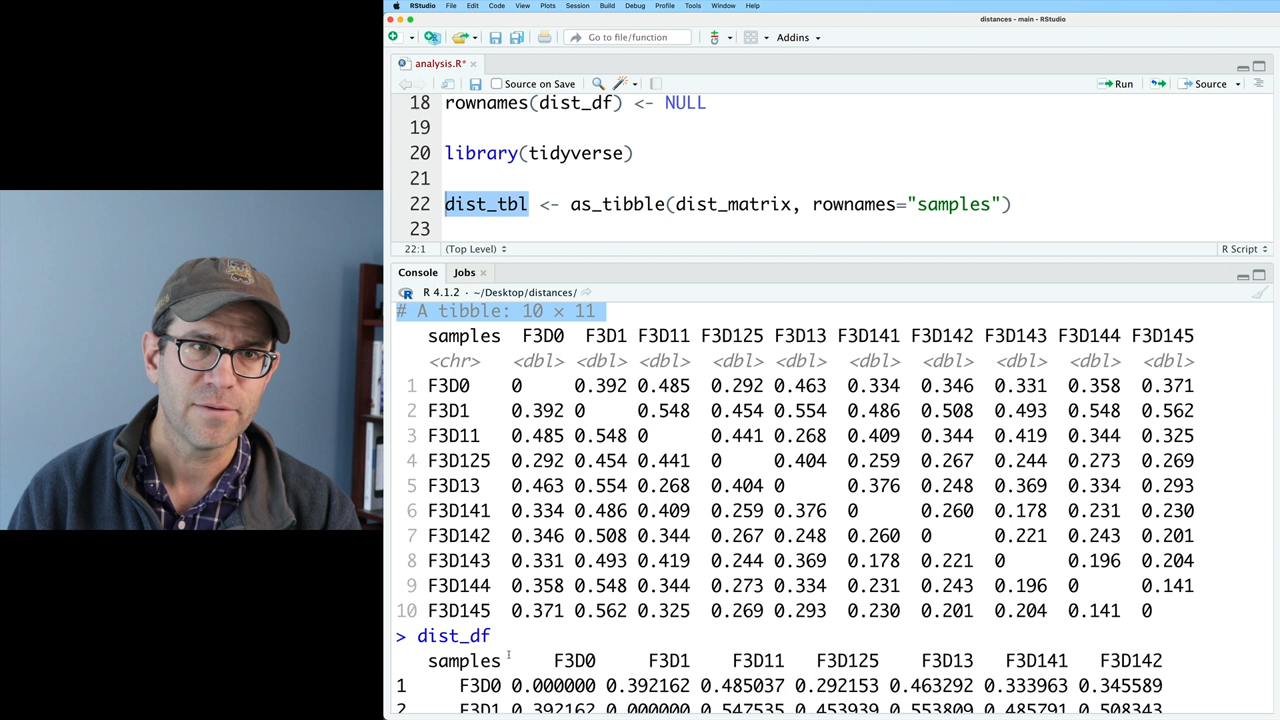 RStudio File Edit Code View Plots Session Build Debug Profile Tools Window Help
distances - main - RStudio
Go to file/function Addins
analysis.R*
Source on Save Run Source
18 rownames(dist_df) <- NULL
19
20 library(tidyverse)
21
22 dist_tbl <- as_tibble(dist_matrix, rownames="samples")
23
22:1 (Top Level) R Script
Console Jobs
R 4.1.2 · ~/Desktop/distances/
# A tibble: 10 × 11
samples F3D0 F3D1 F3D11 F3D125 F3D13 F3D141 F3D142 F3D143 F3D144 F3D145
<chr> <dbl> <dbl> <dbl> <dbl> <dbl> <dbl> <dbl> <dbl> <dbl> <dbl>
1 F3D0 0 0.392 0.485 0.292 0.463 0.334 0.346 0.331 0.358 0.371
2 F3D1 0.392 0 0.548 0.454 0.554 0.486 0.508 0.493 0.548 0.562
3 F3D11 0.485 0.548 0 0.441 0.268 0.409 0.344 0.419 0.344 0.325
4 F3D125 0.292 0.454 0.441 0 0.404 0.259 0.267 0.244 0.273 0.269
5 F3D13 0.463 0.554 0.268 0.404 0 0.376 0.248 0.369 0.334 0.293
6 F3D141 0.334 0.486 0.409 0.259 0.376 0 0.260 0.178 0.231 0.230
7 F3D142 0.346 0.508 0.344 0.267 0.248 0.260 0 0.221 0.243 0.201
8 F3D143 0.331 0.493 0.419 0.244 0.369 0.178 0.221 0 0.196 0.204
9 F3D144 0.358 0.548 0.344 0.273 0.334 0.231 0.243 0.196 0 0.141
10 F3D145 0.371 0.562 0.325 0.269 0.293 0.230 0.201 0.204 0.141 0
> dist_df
samples F3D0 F3D1 F3D11 F3D125 F3D13 F3D141 F3D142
1 F3D0 0.000000 0.392162 0.485037 0.292153 0.463292 0.333963 0.345589
2 F3D1 0.392162 0.000000 0.547535 0.453939 0.553809 0.485791 0.508343